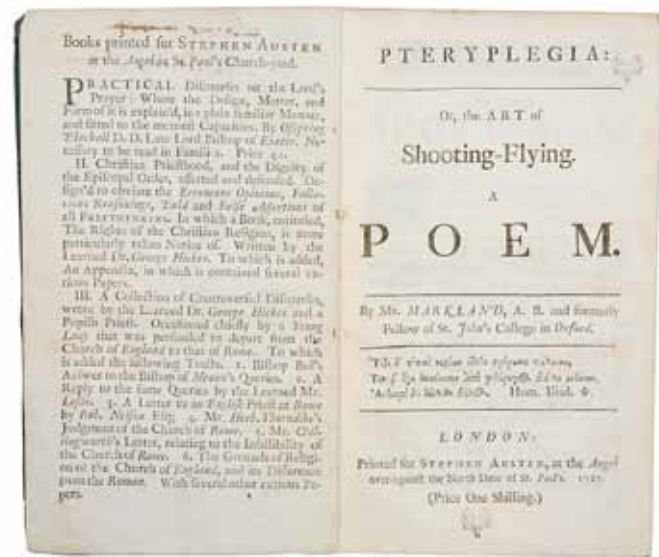 Books printed for STEPHEN AUSTEN
at the Angel in St. Paul's Church-yard.
PRACTICAL Discourses on the Lord's
Prayer: Where the Design, Matter, and
Form of it is explain'd, in a plain familiar Manner,
and fitted to the meanest Capacities. By Offspring
Blackall D. D. Late Lord Bishop of Exeter. Ne-
cessary to be read in Families. Price
II. Christian Priesthood, and the Dignity of
the Episcopal Order, asserted and defended. De-
sign'd to obviate the Erroneous Opinions, Falla-
cious Reasonings, Bold and False Assertions of
all FREETHINKERS. In which a Book, entituled,
The Rights of the Christian Religion, is more
particularly taken Notice of. Written by the
Learned Dr. George Hickes. To which is added,
An Appendix, in which is contained several va-
rious Papers.
III. A Collection of Controversial Discourses,
wrote by the Learned Dr. George Hickes and a
Popish Priest. Occasioned chiefly by a Young
Lady that was persuaded to depart from the
Church of England to that of Rome. To which
is added the following Tracts. 1. Bishop Bull's
Answer to the Bishop of Meaux's Queries. 2. A
Reply to the same Queries by the Learned Mr.
Leslie. 3. A Letter to an English Priest at Rome
by Rob. Nelson Esq; 4. Mr. Herb. Thorndike's
Judgment of the Church of Rome. 5. Mr. Chil-
lingworth's Letter, relating to the Infallibility of
the Church of Rome. 6. The Grounds of Religi-
on of the Church of England, and its Difference
from the Roman. With several other curious Pa-
pers.
PTERYPLEGIA:
Or, the ART of
Shooting-Flying.
A
POEM.
By Mr. MARKLAND, A. B. and formerly
Fellow of St. John's College in Oxford.
Hom. Iliad.
LONDON:
Printed for STEPHEN AUSTEN, at the Angel
over-against the North Door of St. Paul's. 1727.
(Price One Shilling.)